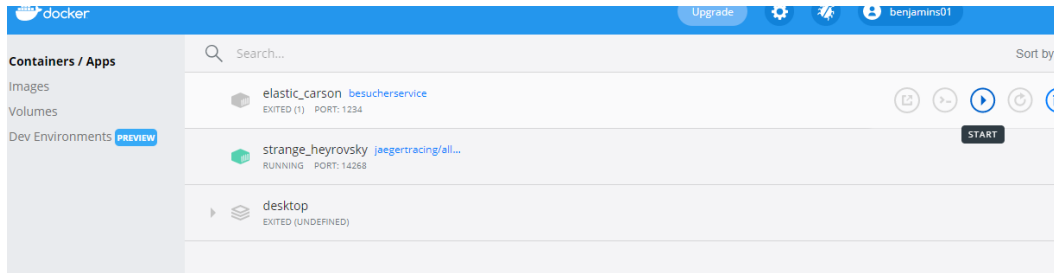 docker
Upgrade
benjamins01
Containers / Apps
Images
Volumes
Dev Environments PREVIEW
Search...
Sort by
elastic_carson besucherservice
EXITED (1) PORT: 1234
START
strange_heyrovsky jaegertracing/all...
RUNNING PORT: 14268
desktop
EXITED (UNDEFINED)